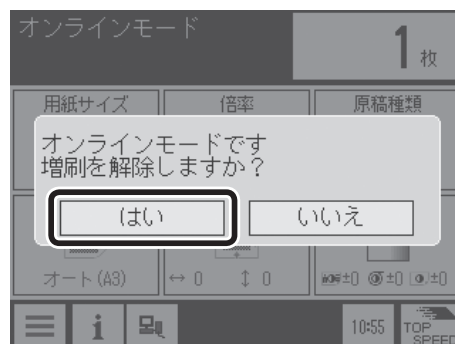 オンラインモード
1枚
用紙サイズ
倍率
原稿種類
オンラインモードです
増刷を解除しますか？
はい
いいえ
オート(A3)
↔ 0 ↕ 0
±0 ±0 ±0
i
10:55
TOP
SPEED